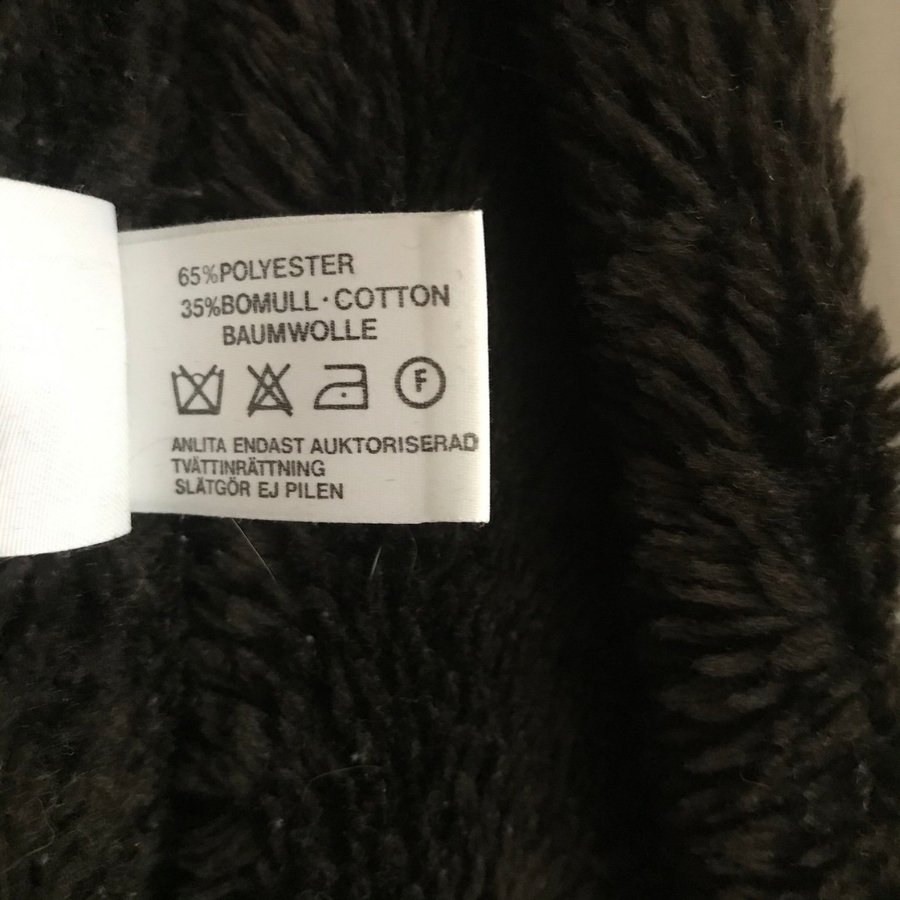 65%POLYESTER
35%BOMULL·COTTON
BAUMWOLLE
F
ANLITA ENDAST AUKTORISERAD
TVÄTTINRÄTTNING
SLÄTGÖR EJ PILEN